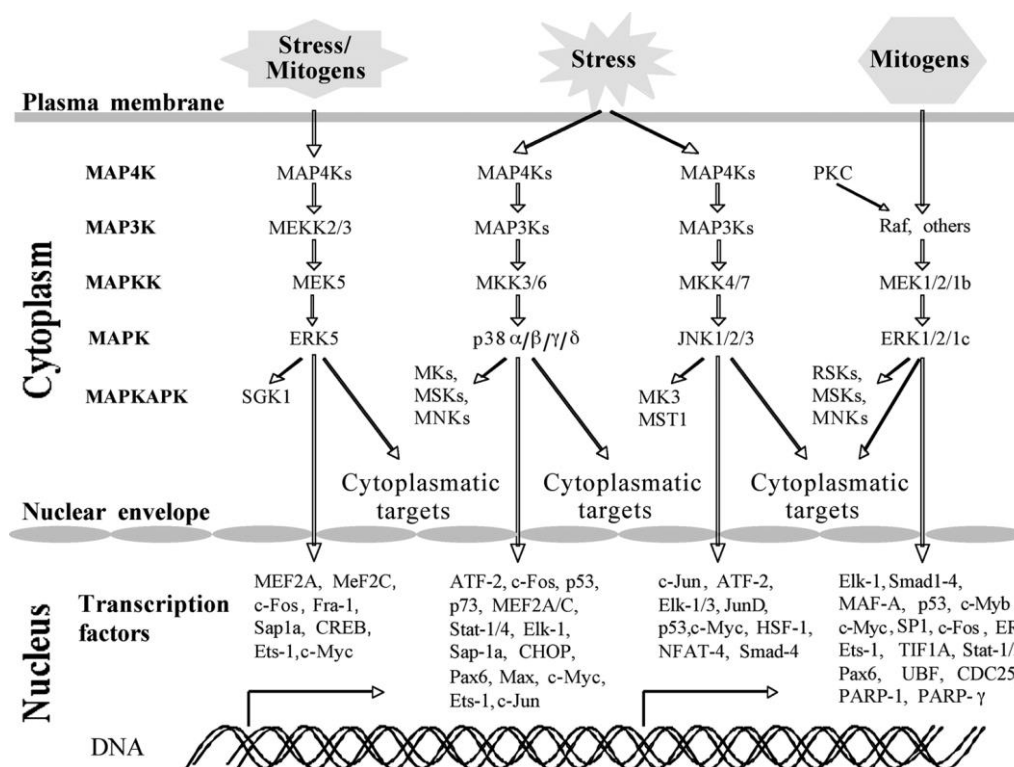 Stress/
Mitogens
Stress
Mitogens
Plasma membrane
MAP4K
MAP4Ks
MAP4Ks
MAP4Ks
PKC
MAP3K
MEKK2/3
MAP3Ks
MAP3Ks
Raf, others
MAPKK
MEK5
MKK3/6
MKK4/7
MEK1/2/1b
MAPK
ERK5
p38 α/β/γ/δ
JNK1/2/3
ERK1/2/1c
Cytoplasm
MAPKAPK
SGK1
MKs,
MSKs,
MNKs
MK3
MST1
RSKs,
MSKs,
MNKs
Cytoplasmatic
targets
Cytoplasmatic
targets
Cytoplasmatic
targets
Nuclear envelope
Nucleus
Transcription
factors
MEF2A, MeF2C,
c-Fos, Fra-1,
Sap1a, CREB,
Ets-1,c-Myc
ATF-2, c-Fos, p53,
p73, MEF2A/C,
Stat-1/4, Elk-1,
Sap-1a, CHOP,
Pax6, Max, c-Myc,
Ets-1, c-Jun
c-Jun, ATF-2,
Elk-1/3, JunD,
p53,c-Myc, HSF-1,
NFAT-4, Smad-4
Elk-1, Smad1-4,
MAF-A, p53, c-Myb
c-Myc, SP1, c-Fos,
Ets-1, TIF1A, Stat-1/
Pax6, UBF, CDC25
PARP-1, PARP-γ
DNA